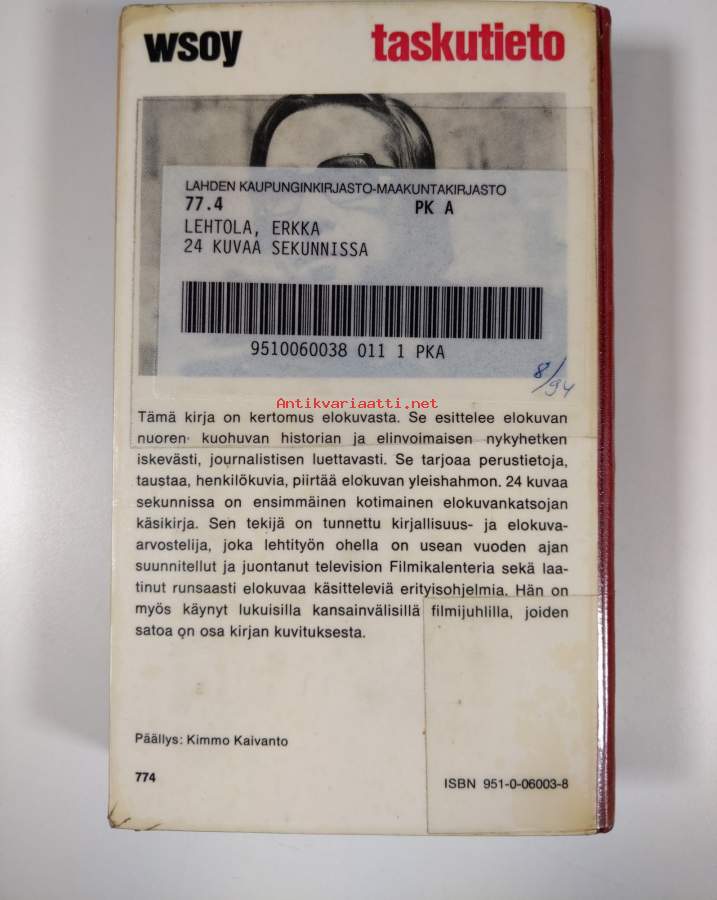 wsoy taskutieto
LAHDEN KAUPUNGINKIRJASTO-MAAKUNTAKIRJASTO
77.4 PK A
LEHTOLA, ERKKA
24 KUVAA SEKUNNISSA
9510060038 011 1 PKA
8/94
Antikvariaatti.net
Tämä kirja on kertomus elokuvasta. Se esittelee elokuvan
nuoren kuohuvan historian ja elinvoimaisen nykyhetken
iskevästi, journalistisen luettavasti. Se tarjoaa perustietoja,
taustaa, henkilökuvia, piirtää elokuvan yleishahmon. 24 kuvaa
sekunnissa on ensimmäinen kotimainen elokuvankatsojan
käsikirja. Sen tekijä on tunnettu kirjallisuus- ja elokuva-
arvostelija, joka lehtityön ohella on usean vuoden ajan
suunnitellut ja juontanut television Filmikalenteria sekä laa-
tinut runsaasti elokuvaa käsitteleviä erityisohjelmia. Hän on
myös käynyt lukuisilla kansainvälisillä filmijuhlilla, joiden
satoa on osa kirjan kuvituksesta.
Päällys: Kimmo Kaivanto
774 ISBN 951-0-06003-8